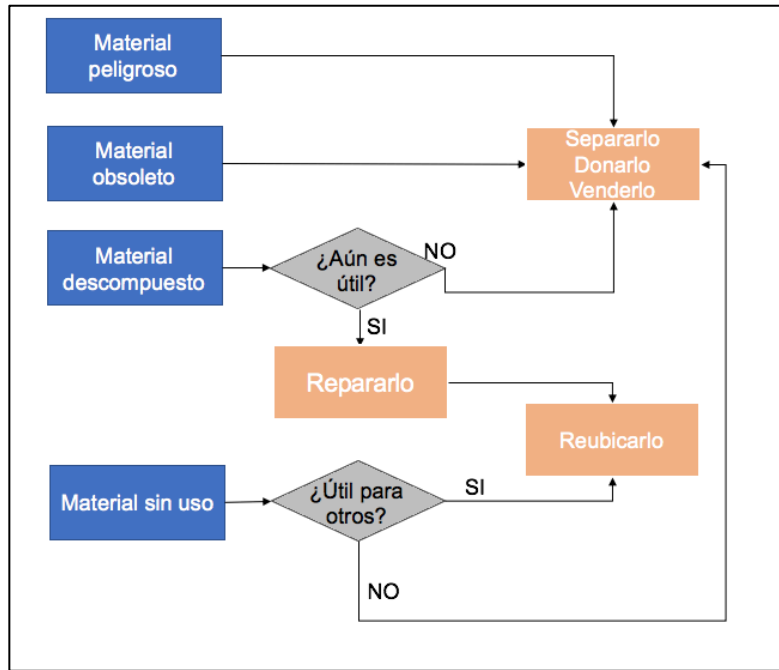 Material
peligroso
Material
obsoleto
Separarlo
Donarlo
Venderlo
Material
descompuesto
¿Aún es
útil?
NO
SI
Repararlo
Reubicarlo
Material sin uso
¿Útil para
otros?
SI
NO